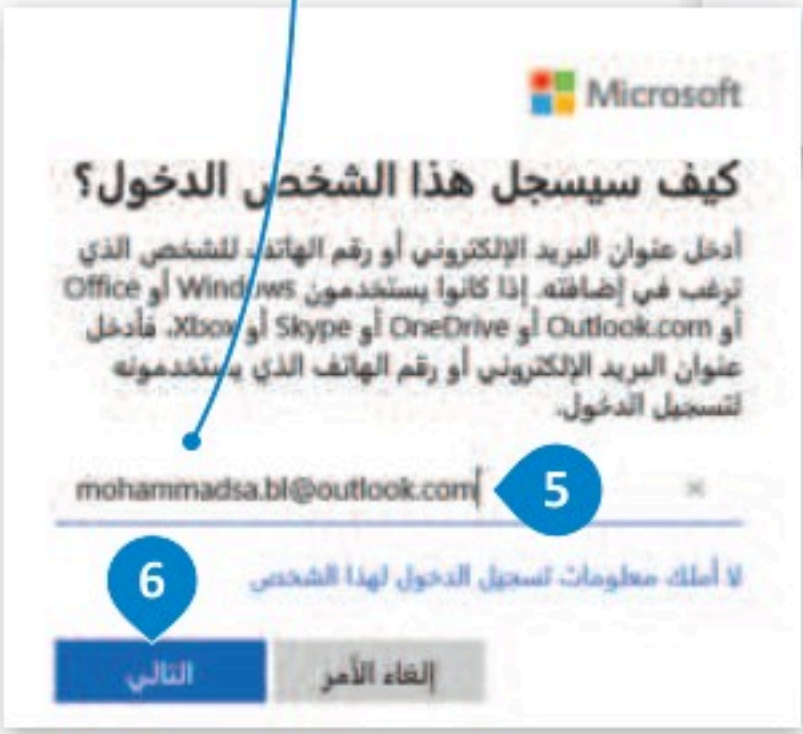 Microsoft
كيف سيسجل هذا الشخص الدخول؟
أدخل عنوان البريد الإلكتروني أو رقم الهاتف للشخص الذي
ترغب في إضافته. إذا كانوا يستخدمون Windows أو Office
أو Outlook.com أو OneDrive أو Skype أو Xbox، فأدخل
عنوان البريد الإلكتروني أو رقم الهاتف الذي يستخدمونه
لتسجيل الدخول.
mohammadsa.bl@outlook.com
5
لا أملك معلومات تسجيل الدخول لهذا الشخص
6
إلغاء الأمر
التالي